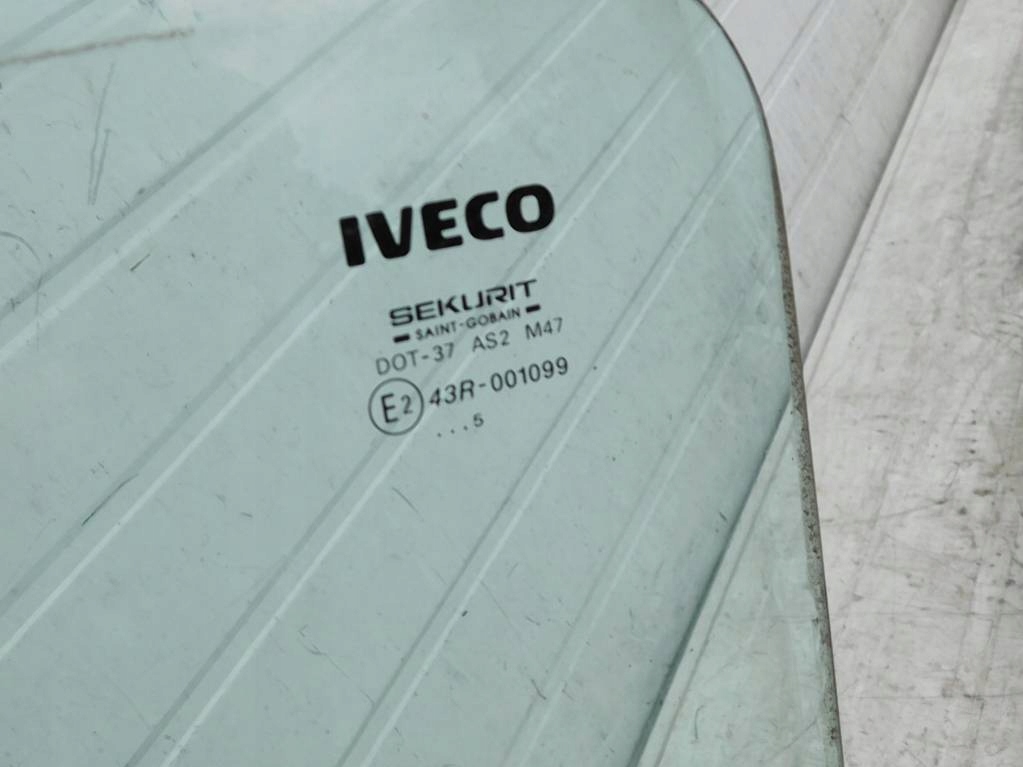 IVECO
SEKURIT
SAINT-GOBAIN
DOT-37 AS2 M47
E2 43R-001099
...5